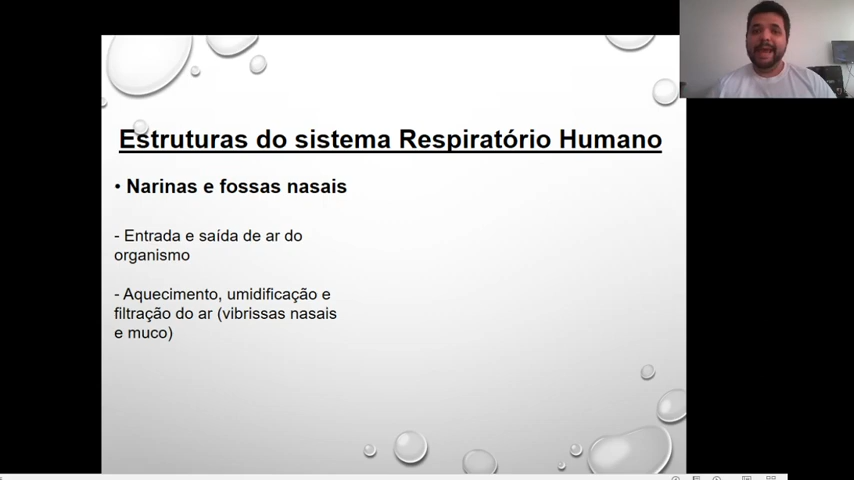 Estruturas do sistema Respiratório Humano
• Narinas e fossas nasais
- Entrada e saída de ar do
organismo
- Aquecimento, umidificação e
filtração do ar (vibrissas nasais
e muco)